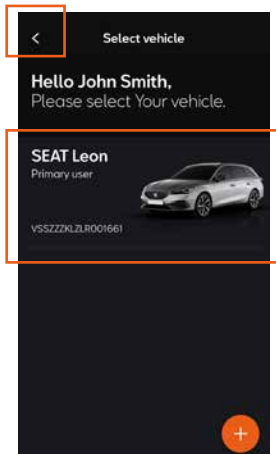 Select vehicle
Hello John Smith,
Please select Your vehicle.
SEAT Leon
Primary user
VSSZZZKLZLR001661